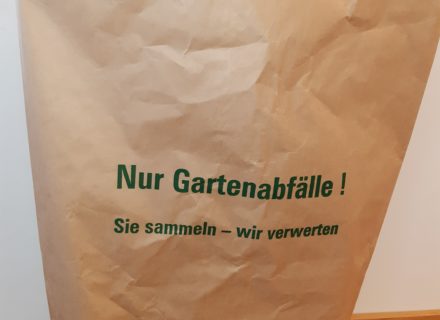 Nur Gartenabfälle !
Sie sammeln – wir verwerten